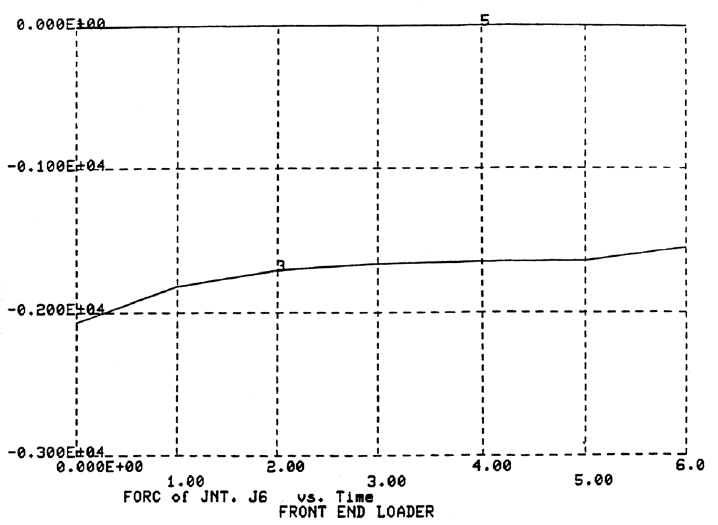 0.000E+00
5
-0.100E+04
3
-0.200E+04
-0.300E+04
0.000E+00 2.00 4.00 6.0
1.00 3.00 5.00
FORC of JNT. J6 vs. Time
FRONT END LOADER